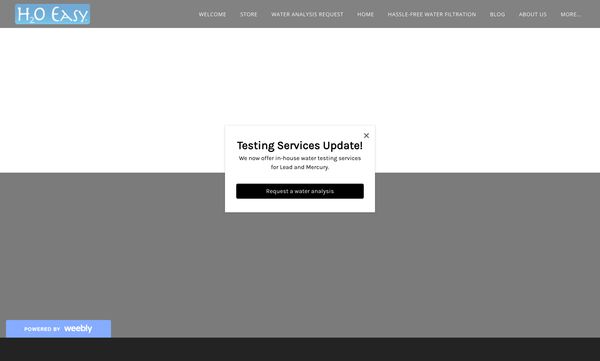 H2O Easy
WELCOME STORE WATER ANALYSIS REQUEST HOME HASSLE-FREE WATER FILTRATION BLOG ABOUT US MORE...
×
Testing Services Update!
We now offer in-house water testing services
for Lead and Mercury.
Request a water analysis
POWERED BY weebly